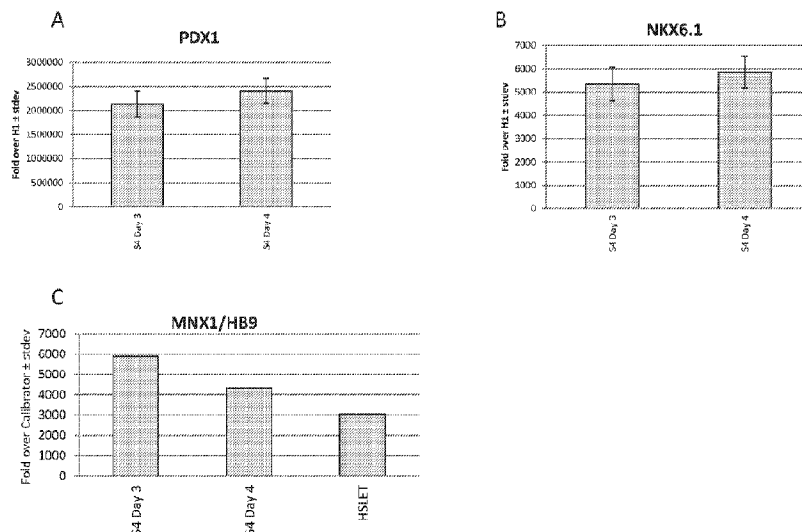 A
PDX1
Fold over H1 ± stdev
3000000
2500000
2000000
1500000
1000000
500000
0
S4 Day 3
S4 Day 4
B
NKX6.1
Fold over H1 ± stdev
7000
6000
5000
4000
3000
2000
1000
0
S4 Day 3
S4 Day 4
C
MNX1/HB9
Fold over Calibrator ± stdev
7000
6000
5000
4000
3000
2000
1000
0
S4 Day 3
S4 Day 4
HSLET